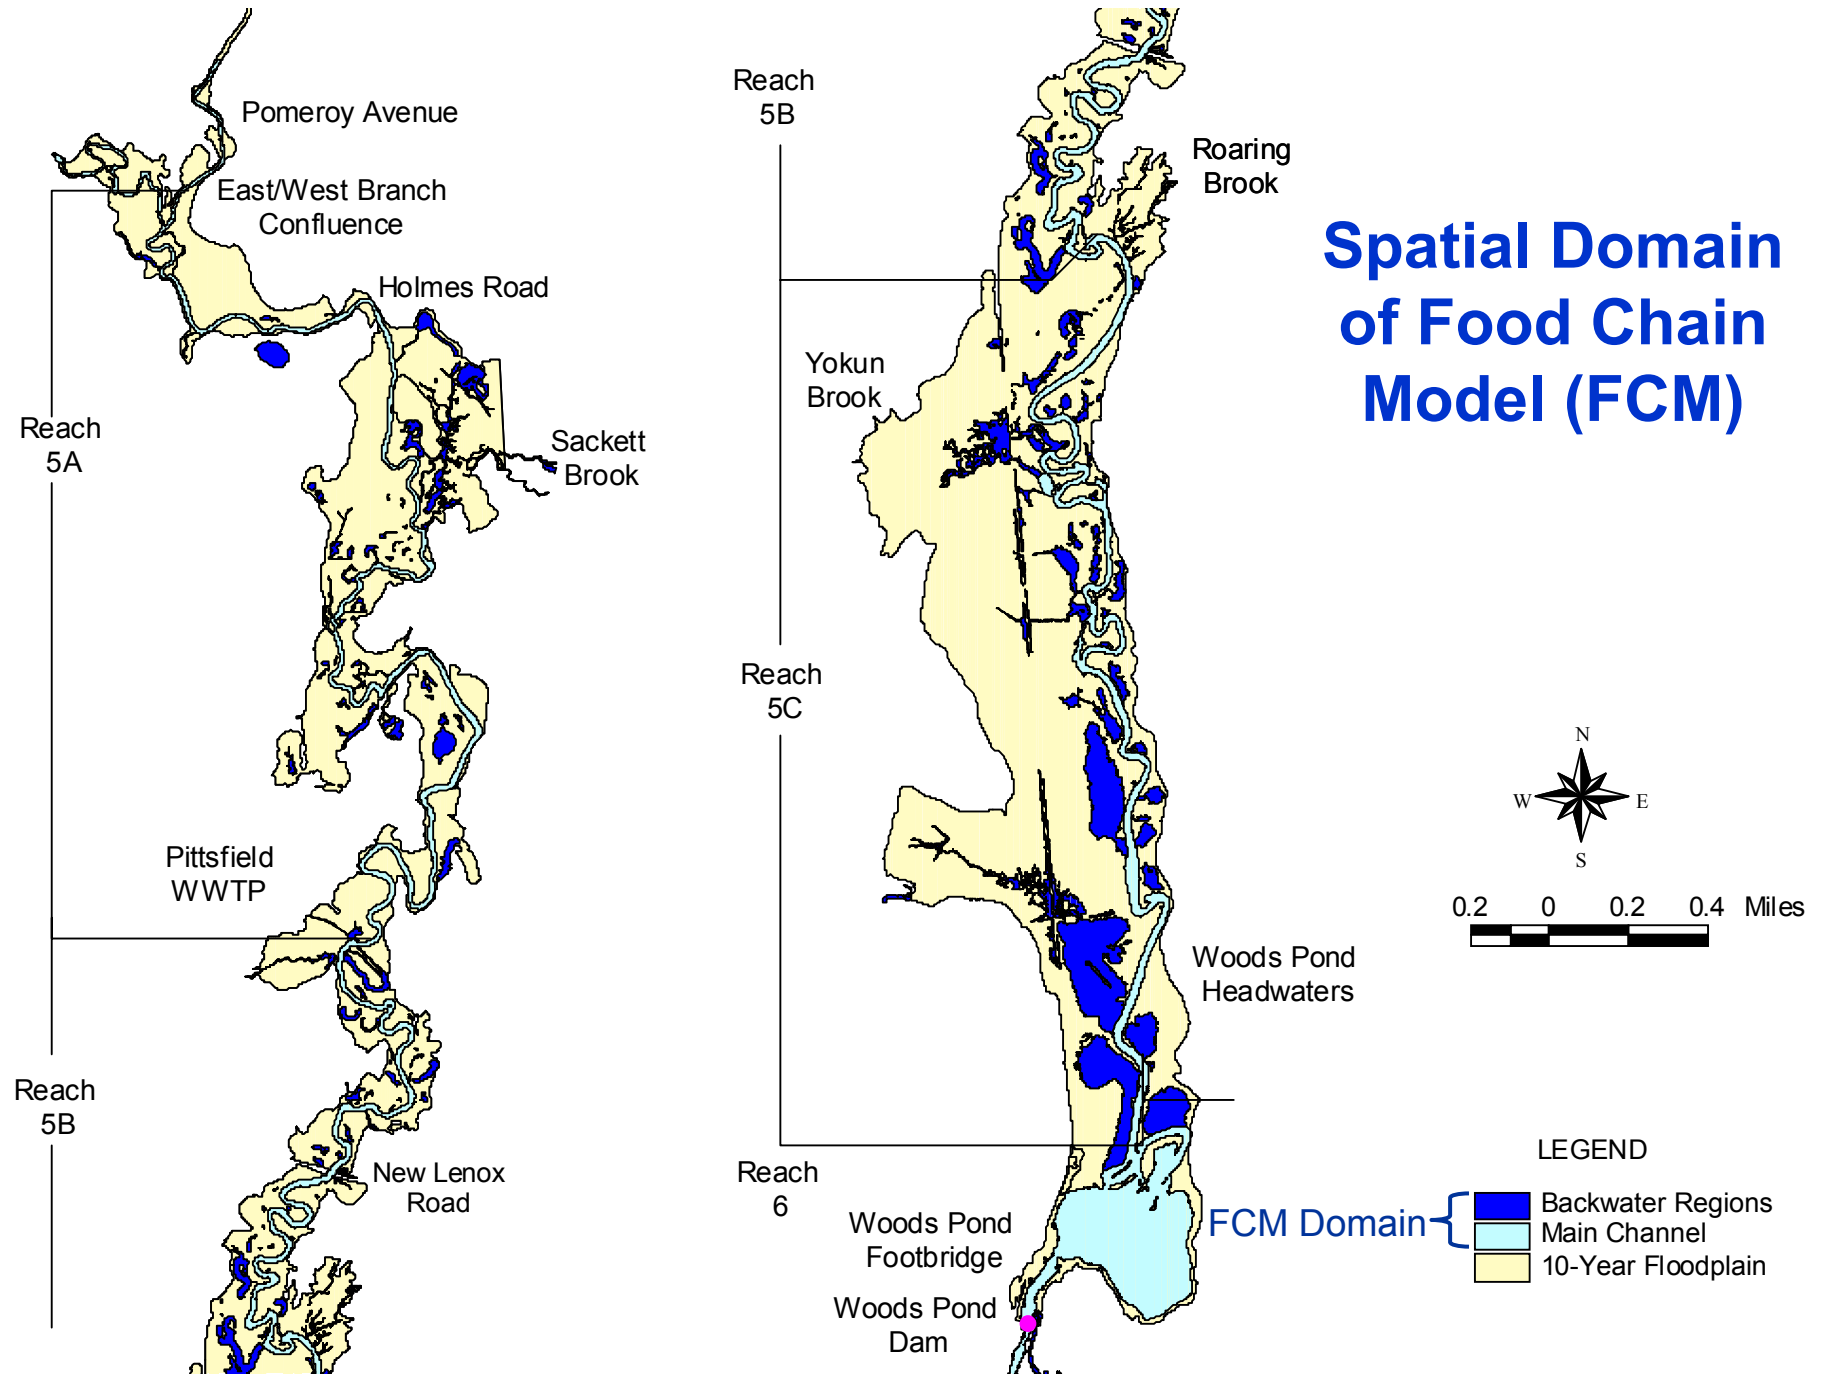 Pomeroy Avenue
East/West Branch
Confluence
Holmes Road
Reach
5A
Sackett
Brook
Pittsfield
WWTP
Reach
5B
New Lenox
Road
Reach
5B
Roaring
Brook
Yokun
Brook
Reach
5C
Woods Pond
Headwaters
Reach
6
Woods Pond
Footbridge
Woods Pond
Dam
Spatial Domain
of Food Chain
Model (FCM)
N
W E
S
0.2 0 0.2 0.4 Miles
LEGEND
FCM Domain
Backwater Regions
Main Channel
10-Year Floodplain